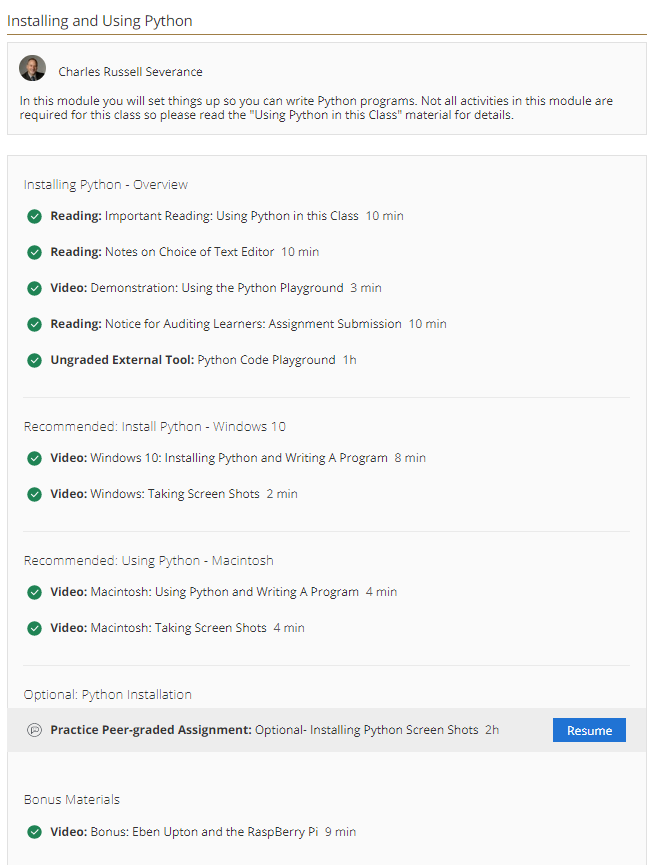 Installing and Using Python
Charles Russell Severance
In this module you will set things up so you can write Python programs. Not all activities in this module are
required for this class so please read the "Using Python in this Class" material for details.
Installing Python - Overview
Reading: Important Reading: Using Python in this Class 10 min
Reading: Notes on Choice of Text Editor 10 min
Video: Demonstration: Using the Python Playground 3 min
Reading: Notice for Auditing Learners: Assignment Submission 10 min
Ungraded External Tool: Python Code Playground 1h
Recommended: Install Python - Windows 10
Video: Windows 10: Installing Python and Writing A Program 8 min
Video: Windows: Taking Screen Shots 2 min
Recommended: Using Python - Macintosh
Video: Macintosh: Using Python and Writing A Program 4 min
Video: Macintosh: Taking Screen Shots 4 min
Optional: Python Installation
Practice Peer-graded Assignment: Optional- Installing Python Screen Shots 2h Resume
Bonus Materials
Video: Bonus: Eben Upton and the RaspBerry Pi 9 min